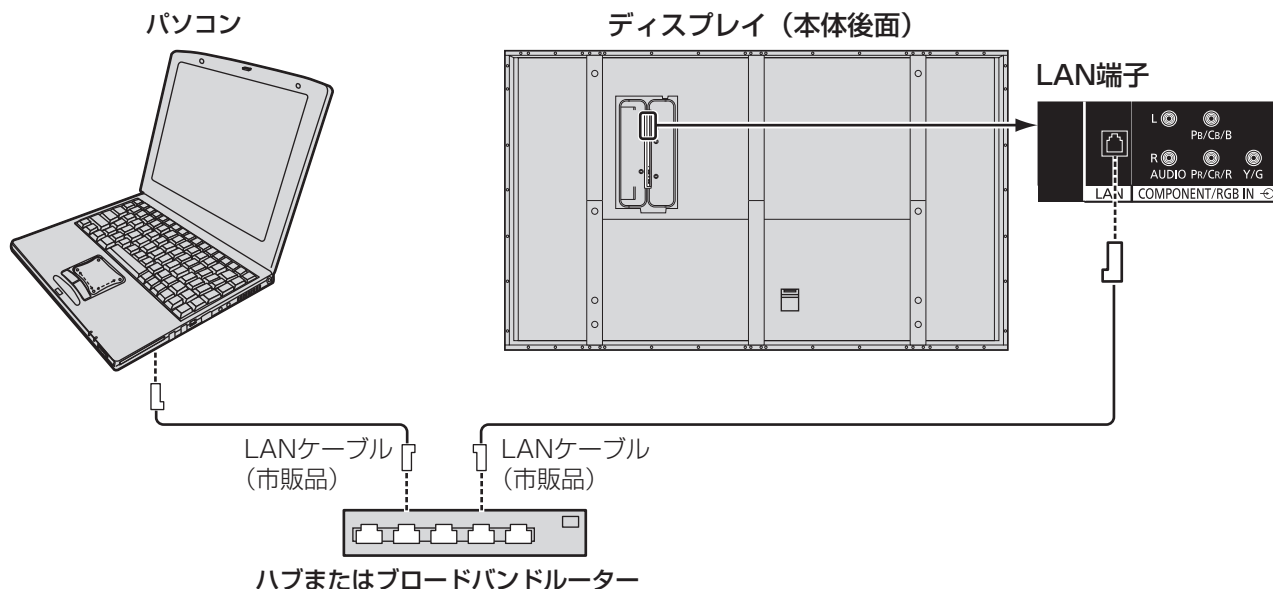 パソコン
ディスプレイ（本体後面）
LAN端子
L
PB/CB/B
R
AUDIO PR/CR/R Y/G
LAN COMPONENT/RGB IN
LANケーブル
（市販品）
LANケーブル
（市販品）
ハブまたはブロードバンドルーター